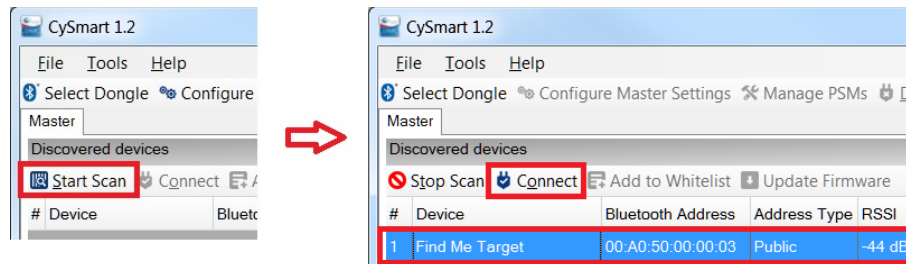 CySmart 1.2
File Tools Help
Select Dongle Configure
Master
Discovered devices
Start Scan Connect
# Device
CySmart 1.2
File Tools Help
Select Dongle Configure Master Settings Manage PSMs
Master
Discovered devices
Stop Scan Connect Add to Whitelist Update Firmware
# Device Bluetooth Address Address Type RSSI
1 Find Me Target 00:A0:50:00:00:03 Public -44 dB